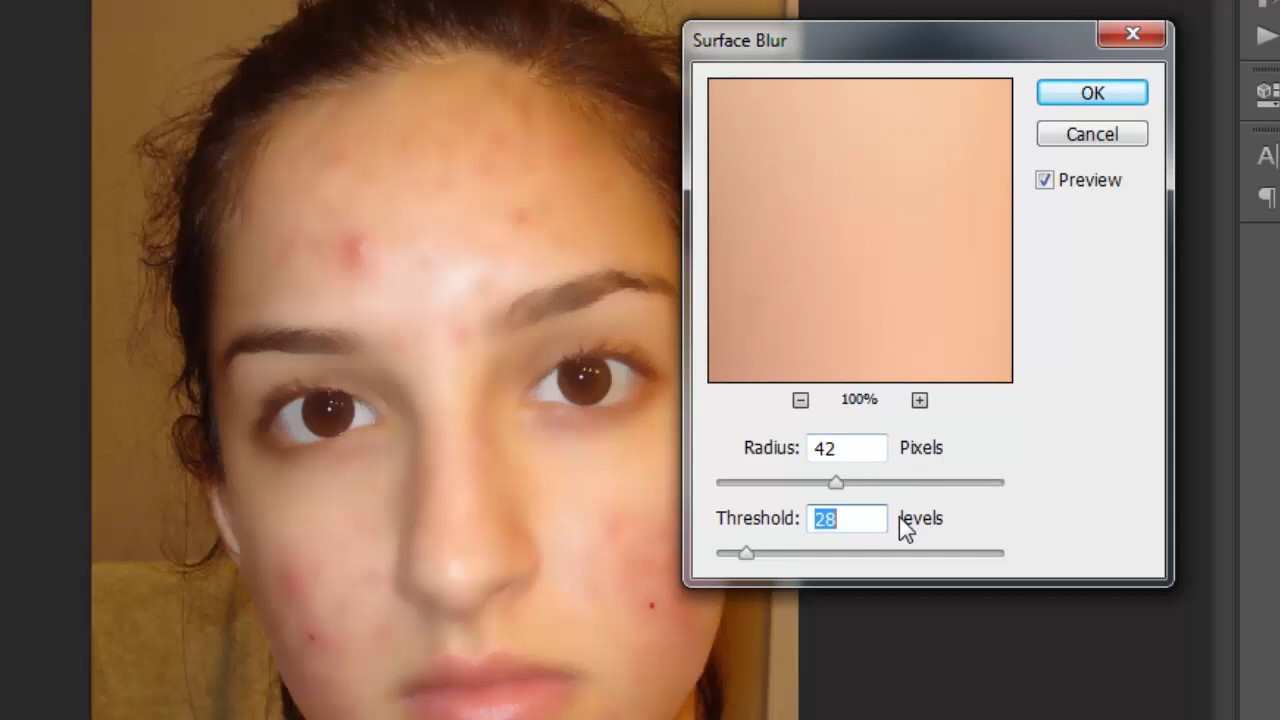 Surface Blur
OK
Cancel
Preview
100%
Radius: 42 Pixels
Threshold: 28 levels
A
¶